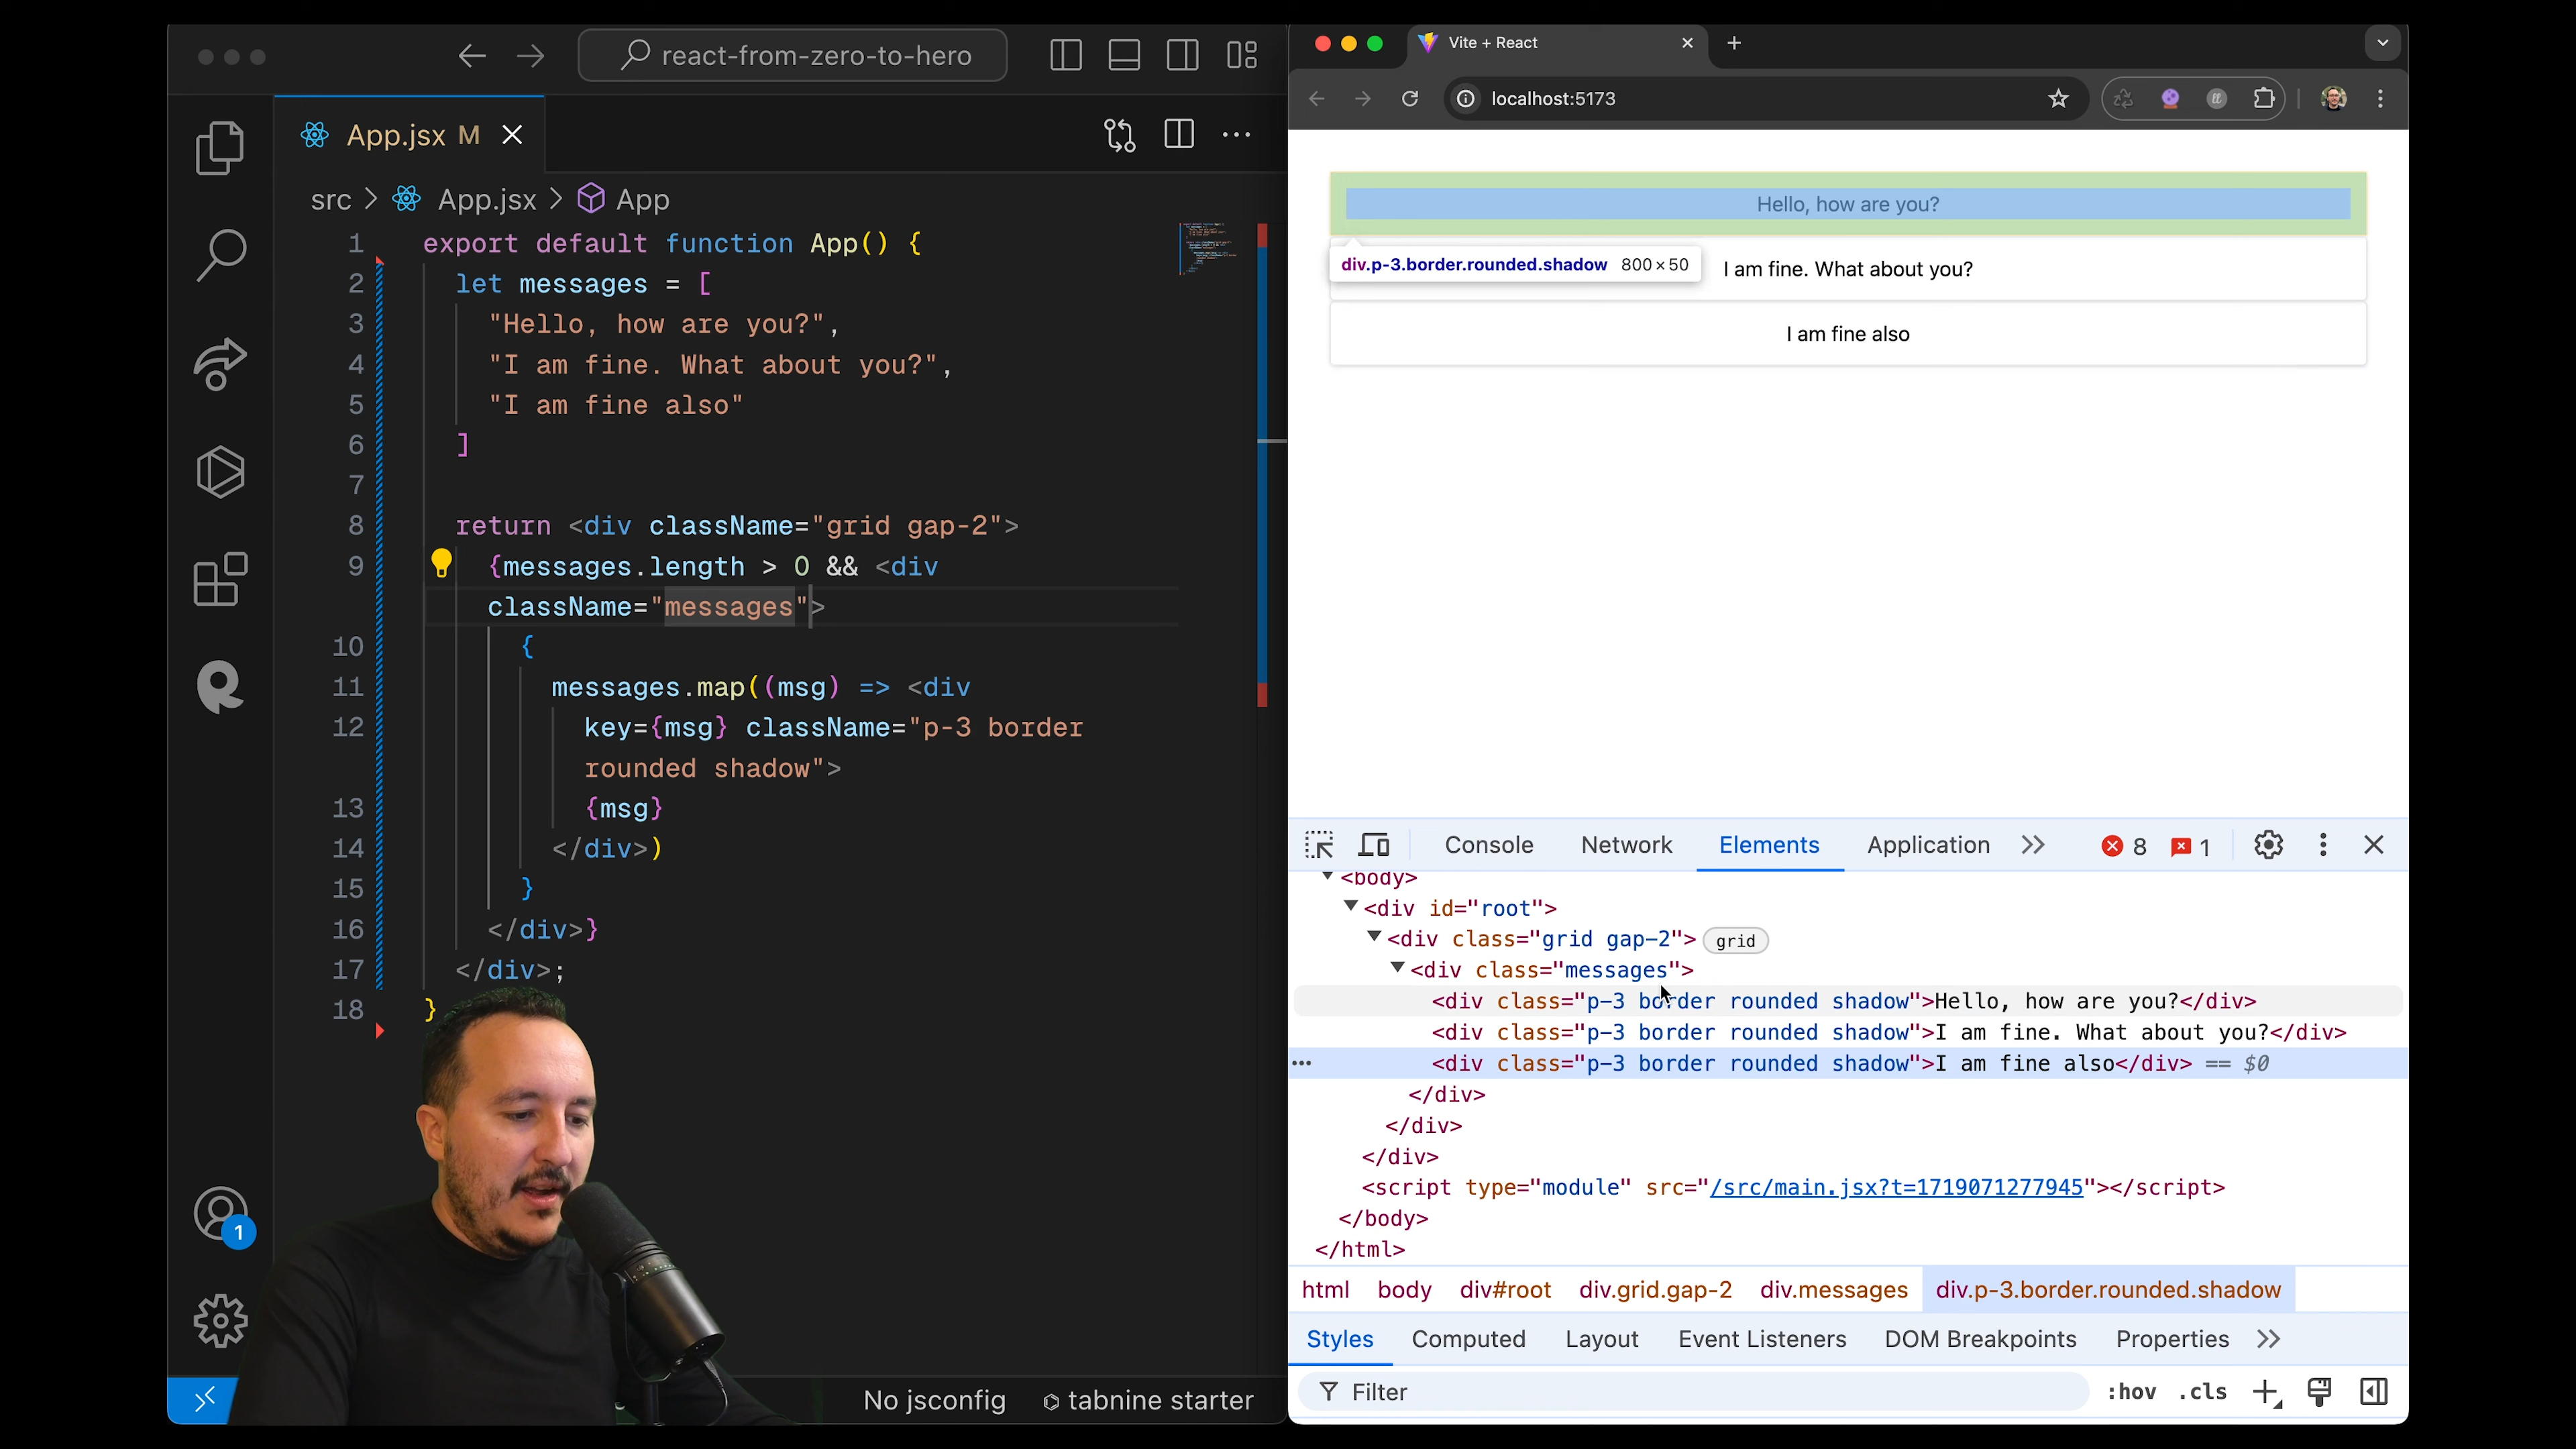 react-from-zero-to-hero
App.jsx M
src > App.jsx > App
1 export default function App() {
2 let messages = [
3 "Hello, how are you?",
4 "I am fine. What about you?",
5 "I am fine also"
6 ]
7
8 return <div className="grid gap-2">
9 {messages.length > 0 && <div
className="messages">
10 {
11 messages.map((msg) => <div
12 key={msg} className="p-3 border
rounded shadow">
13 {msg}
14 </div>)
15 }
16 </div>}
17 </div>;
18 }
1
No jsconfig tabnine starter
Vite + React
localhost:5173
Hello, how are you?
div.p-3.border.rounded.shadow 800×50
I am fine. What about you?
I am fine also
Console Network Elements Application 8 1
<body>
<div id="root">
<div class="grid gap-2"> grid
<div class="messages">
<div class="p-3 border rounded shadow">Hello, how are you?</div>
<div class="p-3 border rounded shadow">I am fine. What about you?</div>
<div class="p-3 border rounded shadow">I am fine also</div> == $0
</div>
</div>
</div>
<script type="module" src="/src/main.jsx?t=1719071277945"></script>
</body>
</html>
html body div#root div.grid.gap-2 div.messages div.p-3.border.rounded.shadow
Styles Computed Layout Event Listeners DOM Breakpoints Properties
Filter :hov .cls